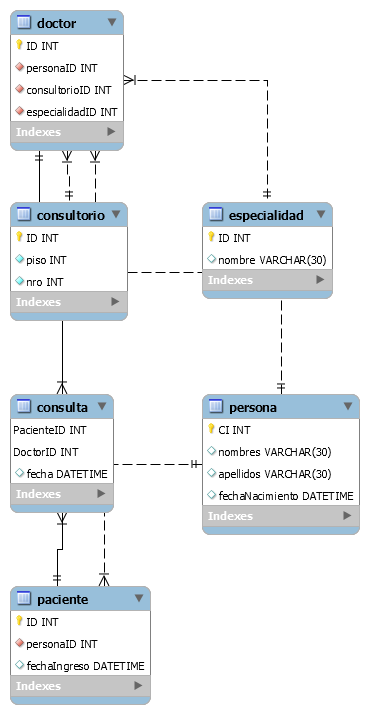 doctor
ID INT
personaID INT
consultorioID INT
especialidadID INT
Indexes
consultorio
ID INT
piso INT
nro INT
Indexes
especialidad
ID INT
nombre VARCHAR(30)
Indexes
consulta
PacienteID INT
DoctorID INT
fecha DATETIME
Indexes
persona
CI INT
nombres VARCHAR(30)
apellidos VARCHAR(30)
fechaNacimiento DATETIME
Indexes
paciente
ID INT
personaID INT
fechaIngreso DATETIME
Indexes